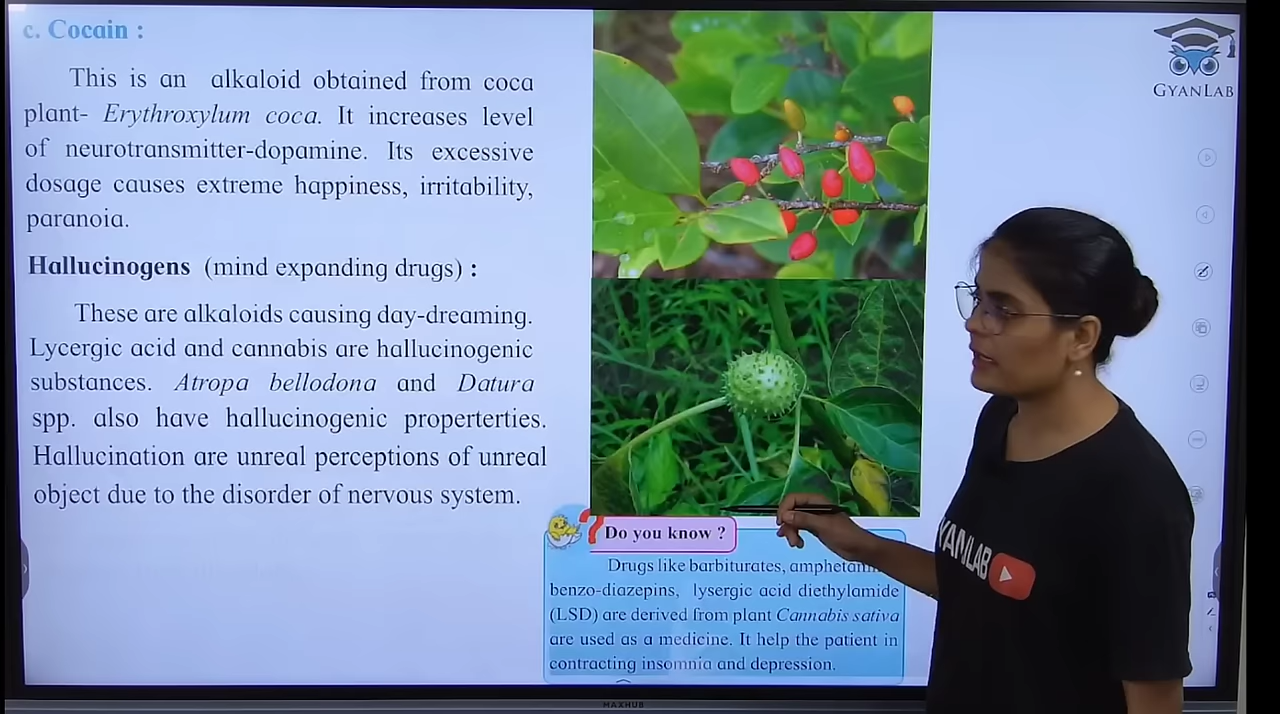 c. Cocain :
This is an alkaloid obtained from coca
plant- Erythroxylum coca. It increases level
of neurotransmitter-dopamine. Its excessive
dosage causes extreme happiness, irritability,
paranoia.
Hallucinogens (mind expanding drugs) :
These are alkaloids causing day-dreaming.
Lycergic acid and cannabis are hallucinogenic
substances. Atropa bellodona and Datura
spp. also have hallucinogenic properterties.
Hallucination are unreal perceptions of unreal
object due to the disorder of nervous system.
GYANLAB
Do you know ?
Drugs like barbiturates,
benzo-diazepins, lysergic acid diethylamide
(LSD) are derived from plant Cannabis sativa
are used as a medicine. It help the patient in
contracting insomnia and depression.
YANLAB
MAXHUB